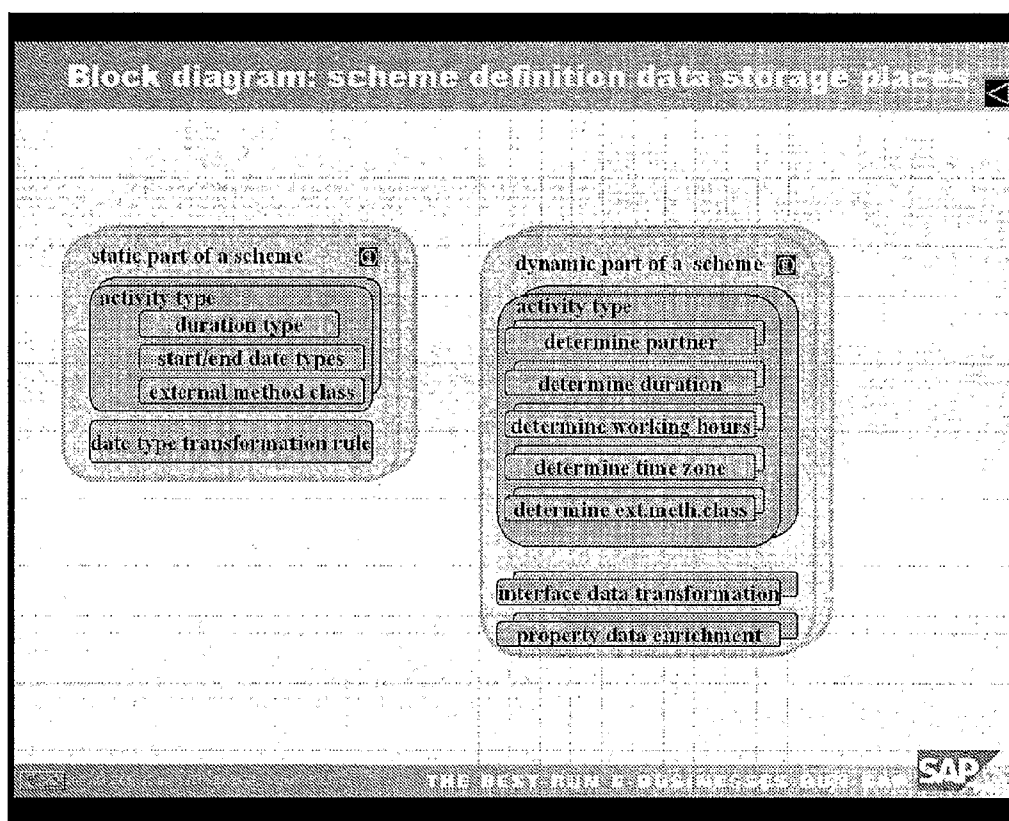 Block diagram: scheme definition data storage places
static part of a scheme
activity type
duration type
start/end date types
external method class
date type transformation rule
dynamic part of a scheme
activity type
determine partner
determine duration
determine working hours
determine time zone
determine ext.meth.class
interface data transformation
property data enrichment
THE BEST RUN BUSINESSES RUN SAP
SAP